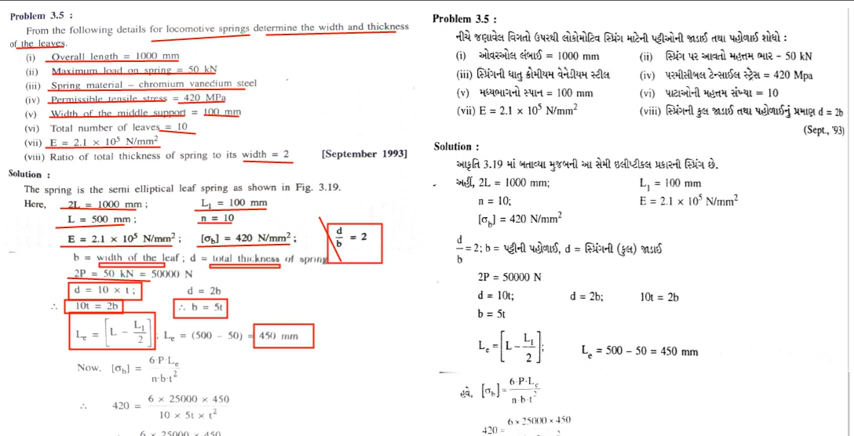 Problem 3.5 :
From the following details for locomotive springs determine the width and thickness
of the leaves.
(i) Overall length = 1000 mm
(ii) Maximum load on spring = 50 kN
(iii) Spring material – chromium vanedium steel
(iv) Permissible tensile stress = 420 MPa
(v) Width of the middle support = 100 mm
(vi) Total number of leaves = 10
(vii) E = 2.1 × 10⁵ N/mm²
(viii) Ratio of total thickness of spring to its width = 2 [September 1993]
Solution :
The spring is the semi elliptical leaf spring as shown in Fig. 3.19.
Here, 2L = 1000 mm ; L₁ = 100 mm
L = 500 mm ; n = 10
E = 2.1 × 10⁵ N/mm² ; [σb] = 420 N/mm² ; d/b = 2
b = width of the leaf ; d = total thickness of spring
2P = 50 kN = 50000 N
d = 10 × t ; d = 2b
∴ 10t = 2b ∴ b = 5t
Le = [L – L₁/2] , Le = (500 – 50) = 450 mm
Now, [σb] = 6·P·Le / n·b·t²
∴ 420 = 6 × 25000 × 450 / 10 × 5t × t²
6 × 25000 × 450
Problem 3.5 :
નીચે જણાવેલ વિગતો ઉપરથી લોકોમોટિવ સ્પ્રિંગ માટેની પટ્ટીઓની જાડાઈ તથા પહોળાઈ શોધો :
(i) ઓવરઓલ લંબાઈ = 1000 mm (ii) સ્પ્રિંગ પર આવતો મહત્તમ ભાર - 50 kN
(iii) સ્પ્રિંગની ધાતુ ક્રોમીયમ વેનેડીયમ સ્ટીલ (iv) પરમીસીબલ ટેન્સાઈલ સ્ટ્રેસ = 420 Mpa
(v) મધ્યભાગનો સ્પાન = 100 mm (vi) પાટાઓની મહત્તમ સંખ્યા = 10
(vii) E = 2.1 × 10⁵ N/mm² (viii) સ્પ્રિંગની કુલ જાડાઈ તથા પહોળાઈનું પ્રમાણ d = 2b
(Sept., '93)
Solution :
આકૃતિ 3.19 માં બતાવ્યા મુજબની આ સેમી ઇલીપ્ટીકલ પ્રકારની સ્પ્રિંગ છે.
અહીં, 2L = 1000 mm; L₁ = 100 mm
n = 10; E = 2.1 × 10⁵ N/mm²
[σb] = 420 N/mm²
d/b = 2; b = પટ્ટીની પહોળાઈ, d = સ્પ્રિંગની (કુલ) જાડાઈ
2P = 50000 N
d = 10t; d = 2b; 10t = 2b
b = 5t
Le = [L – L₁/2]; Le = 500 – 50 = 450 mm
હવે, [σb] = 6·P·Le / n·b·t²
420 = 6 × 25000 × 450